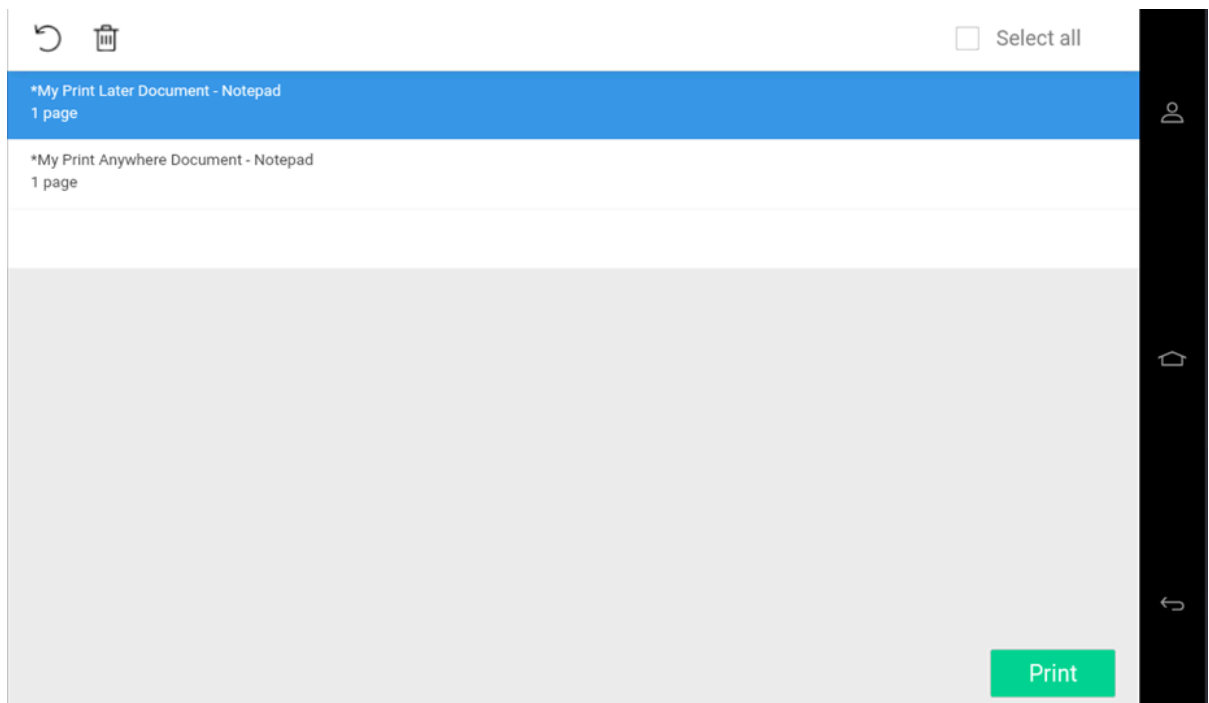 Select all
*My Print Later Document - Notepad
1 page
*My Print Anywhere Document - Notepad
1 page
Print